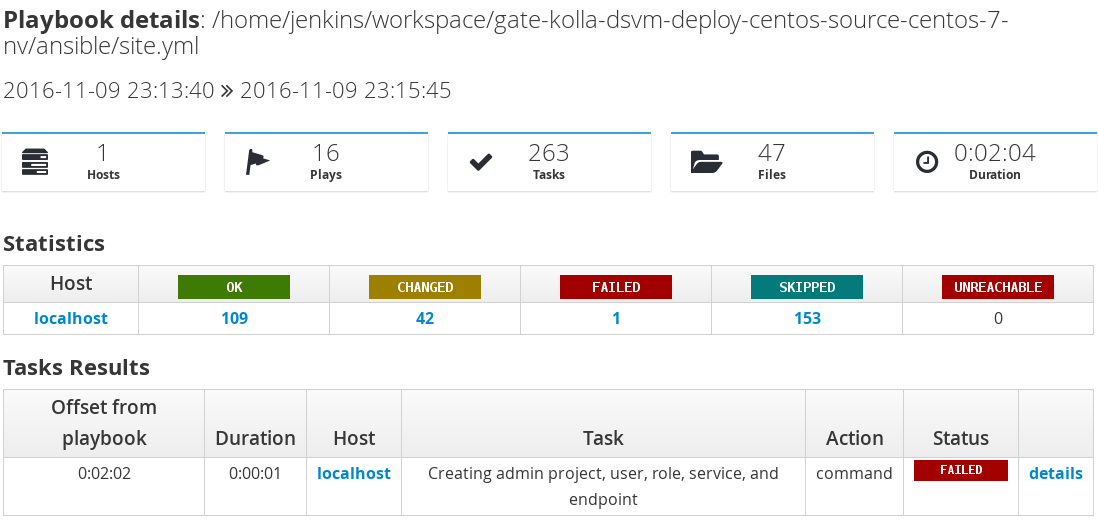 Playbook details: /home/jenkins/workspace/gate-kolla-dsvm-deploy-centos-source-centos-7-
nv/ansible/site.yml
2016-11-09 23:13:40 » 2016-11-09 23:15:45
1
Hosts
16
Plays
263
Tasks
47
Files
0:02:04
Duration
Statistics
Host OK CHANGED FAILED SKIPPED UNREACHABLE
localhost 109 42 1 153 0
Tasks Results
Offset from
playbook Duration Host Task Action Status
0:02:02 0:00:01 localhost Creating admin project, user, role, service, and command FAILED details
endpoint